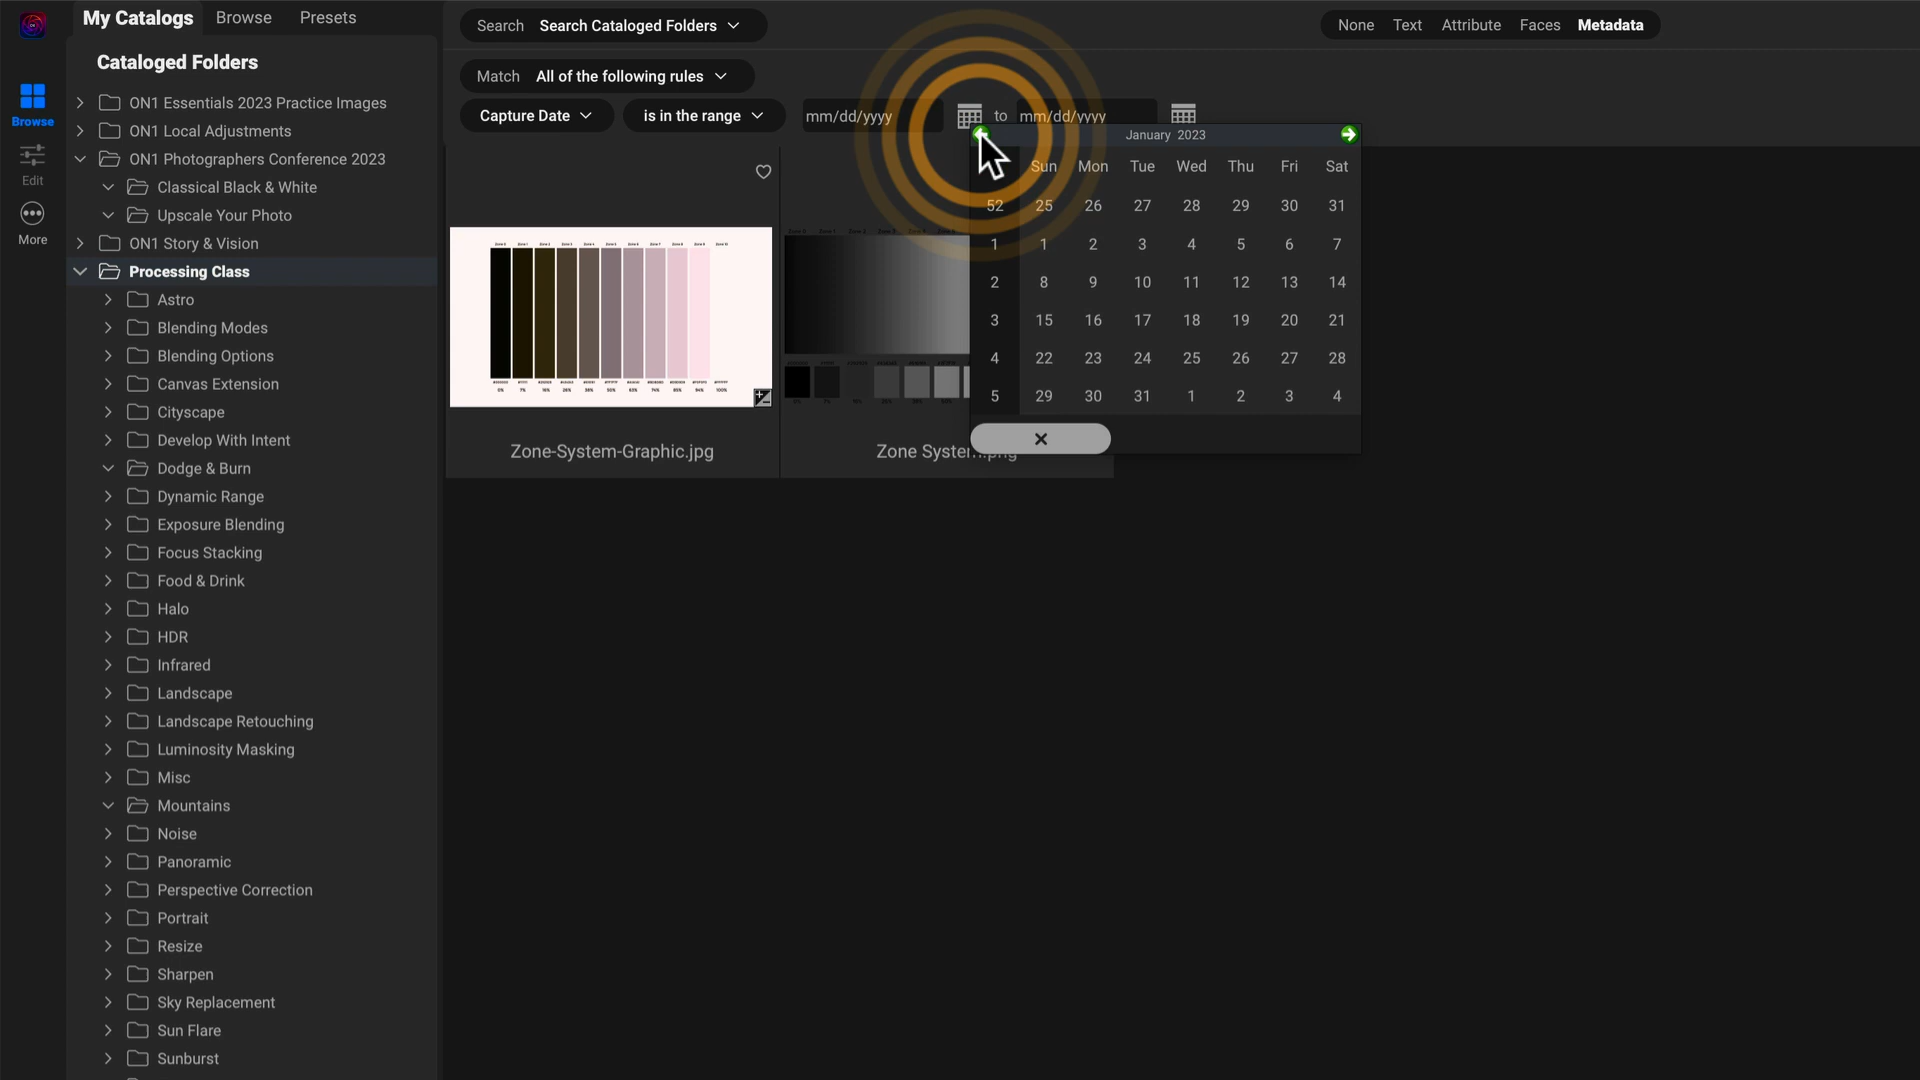 My Catalogs Browse Presets
Search Search Cataloged Folders
None Text Attribute Faces Metadata
Cataloged Folders
Match All of the following rules
Capture Date is in the range mm/dd/yyyy to mm/dd/yyyy
Browse
Edit
More
ON1 Essentials 2023 Practice Images
ON1 Local Adjustments
ON1 Photographers Conference 2023
Classical Black & White
Upscale Your Photo
ON1 Story & Vision
Processing Class
Astro
Blending Modes
Blending Options
Canvas Extension
Cityscape
Develop With Intent
Dodge & Burn
Dynamic Range
Exposure Blending
Focus Stacking
Food & Drink
Halo
HDR
Infrared
Landscape
Landscape Retouching
Luminosity Masking
Misc
Mountains
Noise
Panoramic
Perspective Correction
Portrait
Resize
Sharpen
Sky Replacement
Sun Flare
Sunburst
January 2023
Sun Mon Tue Wed Thu Fri Sat
52 25 26 27 28 29 30 31
1 1 2 3 4 5 6 7
2 8 9 10 11 12 13 14
3 15 16 17 18 19 20 21
4 22 23 24 25 26 27 28
5 29 30 31 1 2 3 4
Zone-System-Graphic.jpg
Zone System.png